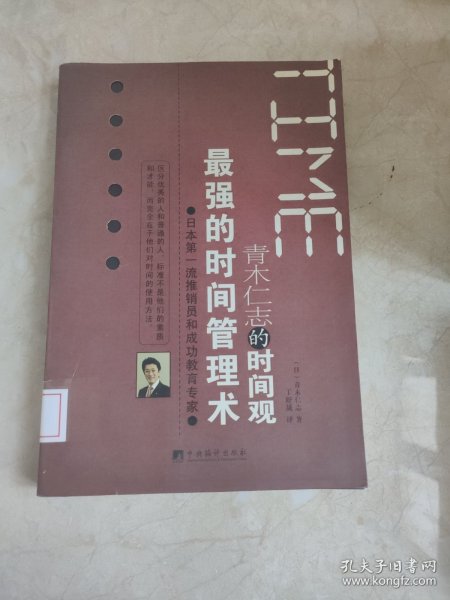 TIME
青木仁志的时间观
最强的时间管理术
●日本第一流推销员和成功教育专家●
区分优秀的人和普通的人，标准不是他们的素质
和才能，而完全在于他们对时间的使用方法。
（日）青木仁志 著
译
中央编译出版社
孔夫子旧书网
www.kongfz.com